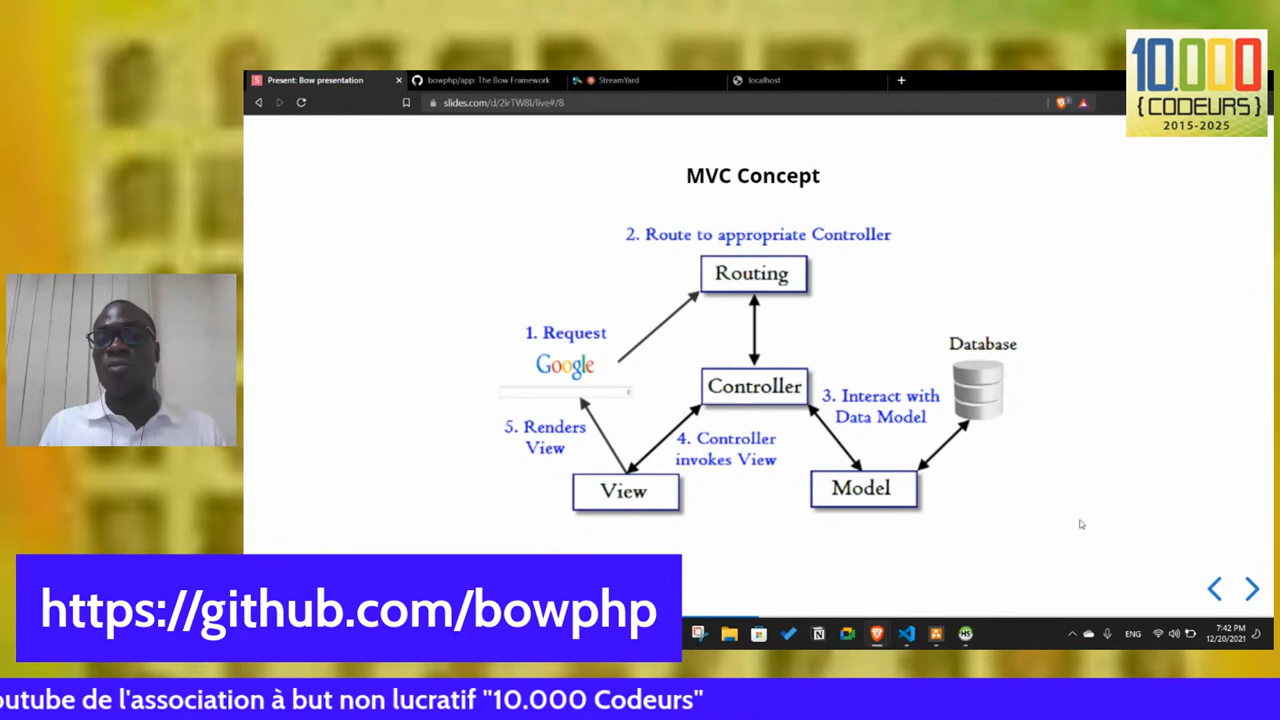 10.000
{CODEURS}
2015-2025
Present: Bow presentation
bowphp/app: The Bow Framework
StreamYard
localhost
slides.com/d/2irTW8I/live#/8
MVC Concept
2. Route to appropriate Controller
Routing
1. Request
Google
Database
Controller
3. Interact with
Data Model
5. Renders
View
4. Controller
invokes View
View
Model
https://github.com/bowphp
ENG
7:42 PM
12/20/2021
outube de l'association à but non lucratif "10.000 Codeurs"